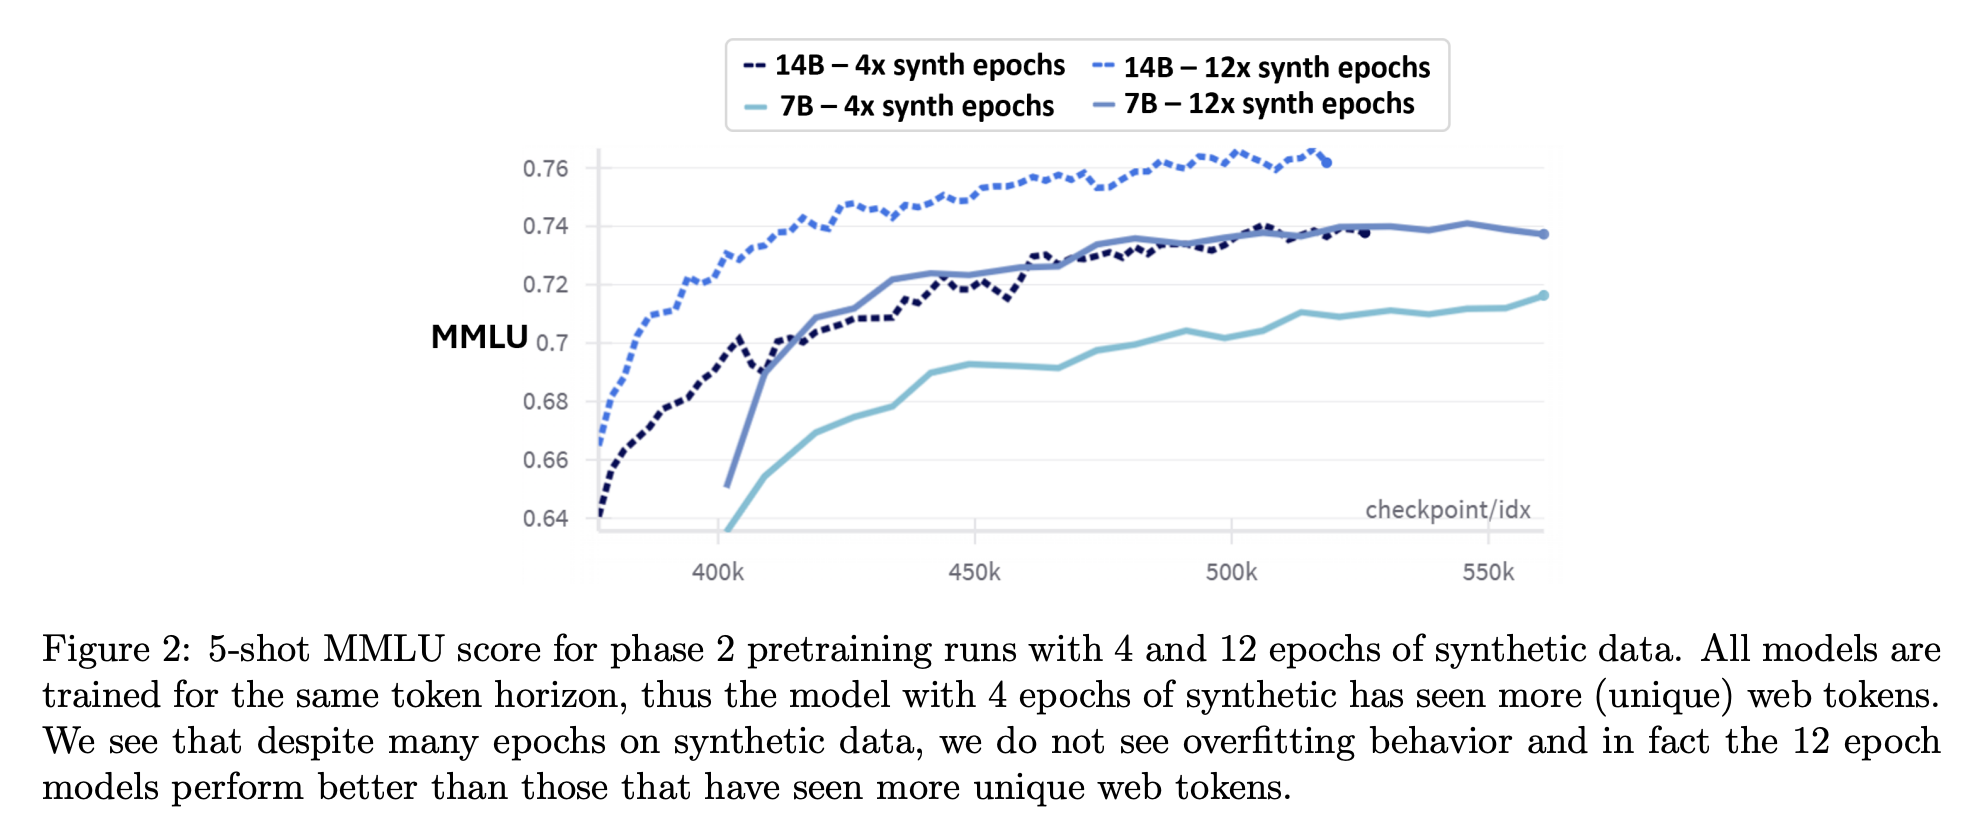 14B – 4x synth epochs
14B – 12x synth epochs
7B – 4x synth epochs
7B – 12x synth epochs
0.76
0.74
0.72
MMLU
0.7
0.68
0.66
0.64
checkpoint/idx
400k
450k
500k
550k
Figure 2: 5-shot MMLU score for phase 2 pretraining runs with 4 and 12 epochs of synthetic data. All models are
trained for the same token horizon, thus the model with 4 epochs of synthetic has seen more (unique) web tokens.
We see that despite many epochs on synthetic data, we do not see overfitting behavior and in fact the 12 epoch
models perform better than those that have seen more unique web tokens.